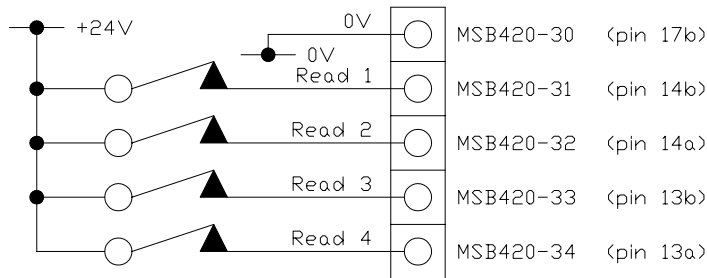 +24V 0V MSB420-30 (pin 17b)
0V
Read 1 MSB420-31 (pin 14b)
Read 2 MSB420-32 (pin 14a)
Read 3 MSB420-33 (pin 13b)
Read 4 MSB420-34 (pin 13a)